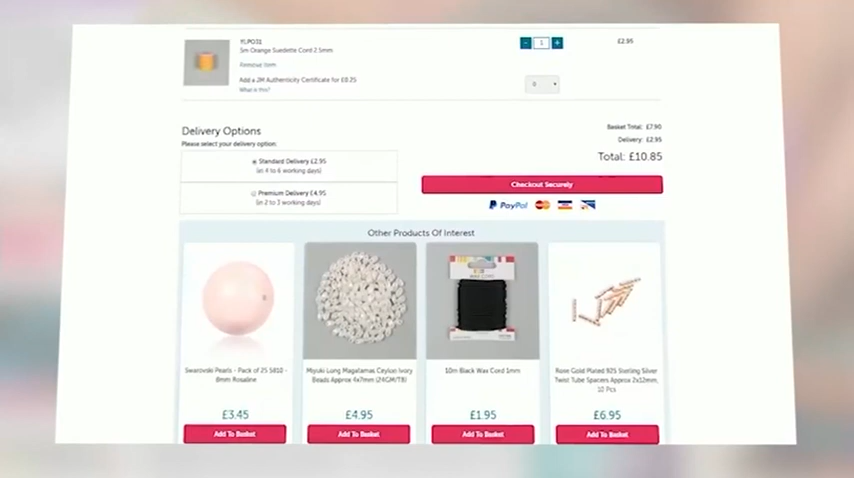 YLPO31
5m Orange Suedette Cord 2.5mm
Remove Item
Add a JM Authenticity Certificate for £0.25
What is this?
- 1 +
£2.95
0
Delivery Options
Please select your delivery option:
Standard Delivery £2.95
(in 4 to 6 working days)
Premium Delivery £4.95
(in 2 to 3 working days)
Basket Total: £7.90
Delivery: £2.95
Total: £10.85
Checkout Securely
PayPal
Other Products Of Interest
Swarovski Pearls - Pack of 25 5810 -
8mm Rosaline
£3.45
Add To Basket
Miyuki Long Magatamas Ceylon Ivory
Beads Approx 4x7mm (24GM/TB)
£4.95
Add To Basket
10m Black Wax Cord 1mm
£1.95
Add To Basket
Rose Gold Plated 925 Sterling Silver
Twist Tube Spacers Approx 2x12mm,
10 Pcs
£6.95
Add To Basket